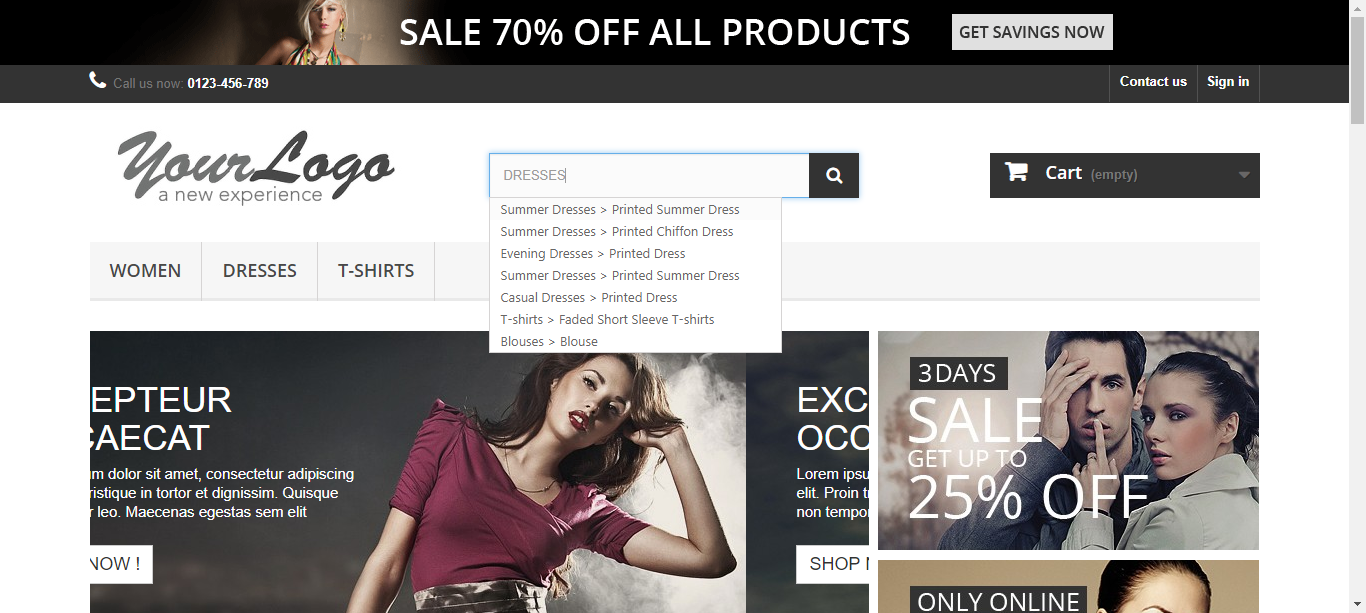 SALE 70% OFF ALL PRODUCTS
GET SAVINGS NOW
Call us now: 0123-456-789
Contact us
Sign in
YourLogo
a new experience
DRESSES
Cart (empty)
Summer Dresses > Printed Summer Dress
Summer Dresses > Printed Chiffon Dress
Evening Dresses > Printed Dress
Summer Dresses > Printed Summer Dress
Casual Dresses > Printed Dress
T-shirts > Faded Short Sleeve T-shirts
Blouses > Blouse
WOMEN
DRESSES
T-SHIRTS
EPTEUR
CAECAT
m dolor sit amet, consectetur adipiscing
ristique in tortor et dignissim. Quisque
r leo. Maecenas egestas sem elit
NOW !
EXC
OCC
Lorem ipsu
elit. Proin t
non tempor
SHOP
3 DAYS
SALE
GET UP TO
25% OFF
ONLY ONLINE